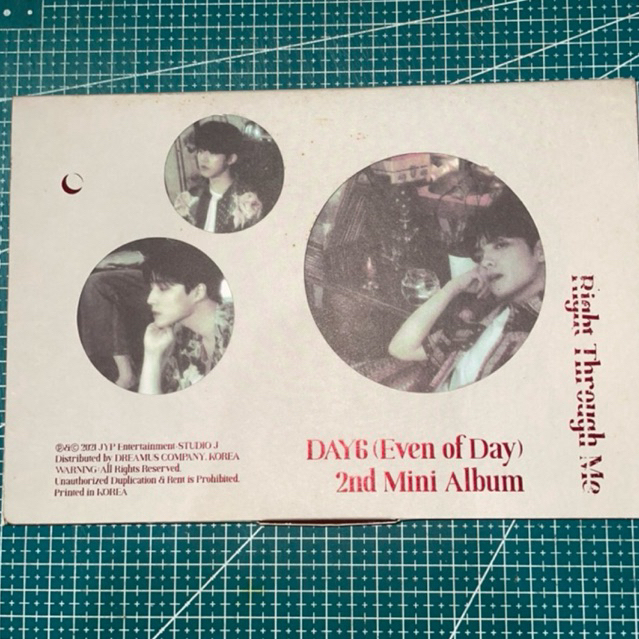 Right Through Me
℗&© 2021 JYP Entertainment·STUDIO J
Distributed by DREAMUS COMPANY. KOREA
WARNING: All Rights Reserved.
Unauthorized Duplication & Rent is Prohibited.
Printed in KOREA
DAY6 (Even of Day)
2nd Mini Album